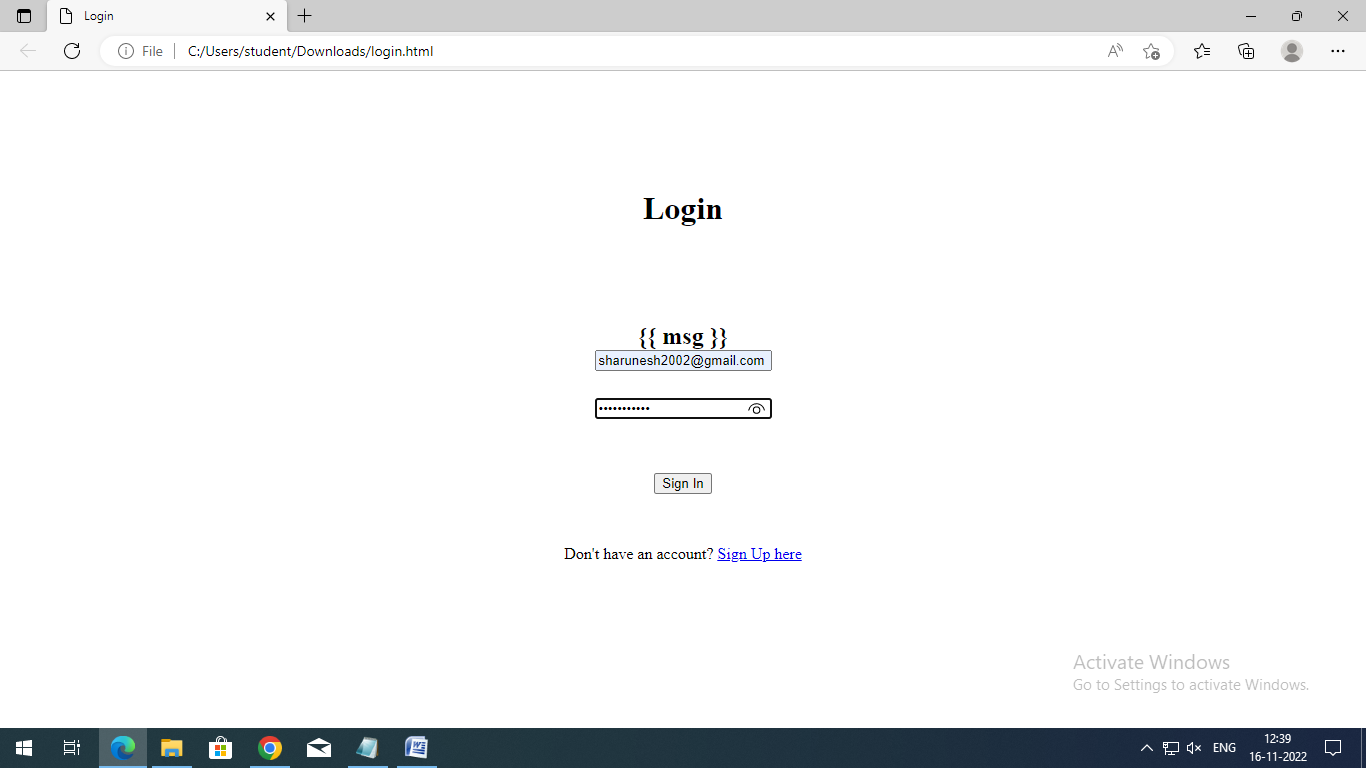 Login
File
C:/Users/student/Downloads/login.html
Login
{{ msg }}
sharunesh2002@gmail.com
•••••••••••
Sign In
Don't have an account? Sign Up here
Activate Windows
Go to Settings to activate Windows.
ENG
12:39
16-11-2022